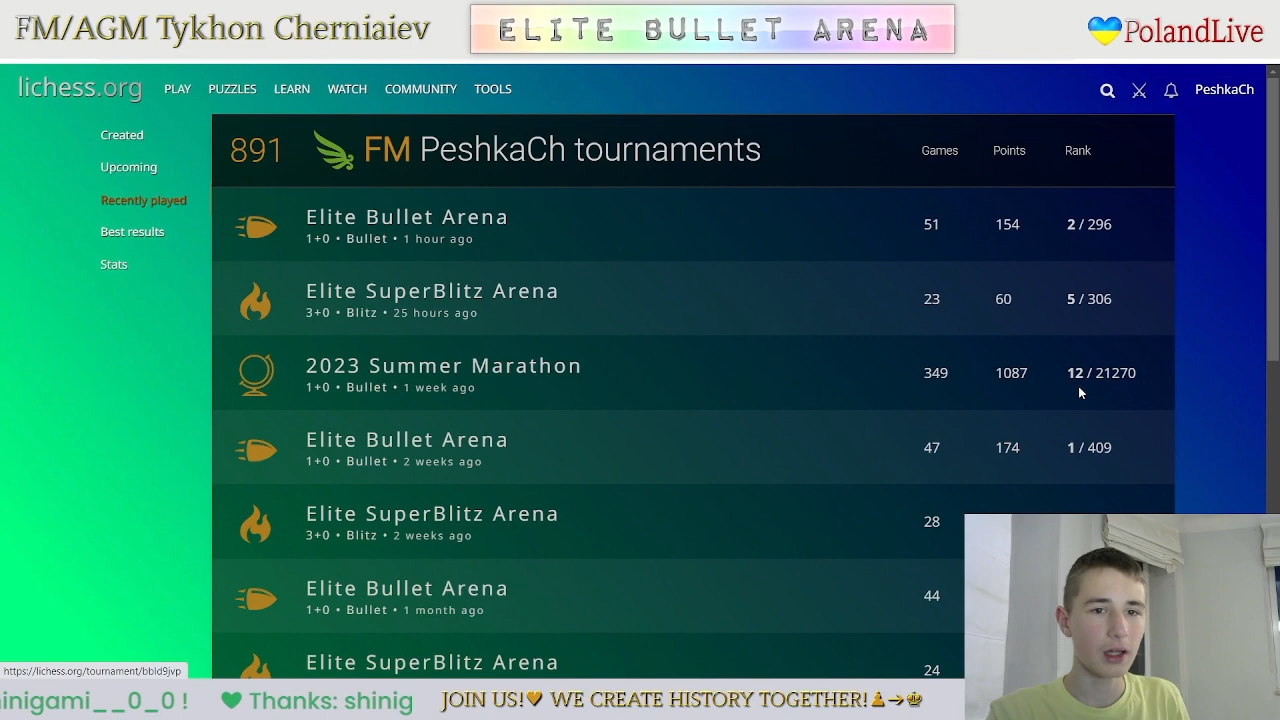 FM/AGM Tykhon Cherniaiev
ELITE BULLET ARENA
PolandLive
lichess.org PLAY PUZZLES LEARN WATCH COMMUNITY TOOLS PeshkaCh
Created
Upcoming
Recently played
Best results
Stats
891 FM PeshkaCh tournaments Games Points Rank
Elite Bullet Arena
1+0 • Bullet • 1 hour ago
51 154 2 / 296
Elite SuperBlitz Arena
3+0 • Blitz • 25 hours ago
23 60 5 / 306
2023 Summer Marathon
1+0 • Bullet • 1 week ago
349 1087 12 / 21270
Elite Bullet Arena
1+0 • Bullet • 2 weeks ago
47 174 1 / 409
Elite SuperBlitz Arena
3+0 • Blitz • 2 weeks ago
28
Elite Bullet Arena
1+0 • Bullet • 1 month ago
44
Elite SuperBlitz Arena
24
https://lichess.org/tournament/bbld9jvp
inigami__0_0 ! Thanks: shinig
JOIN US! WE CREATE HISTORY TOGETHER!